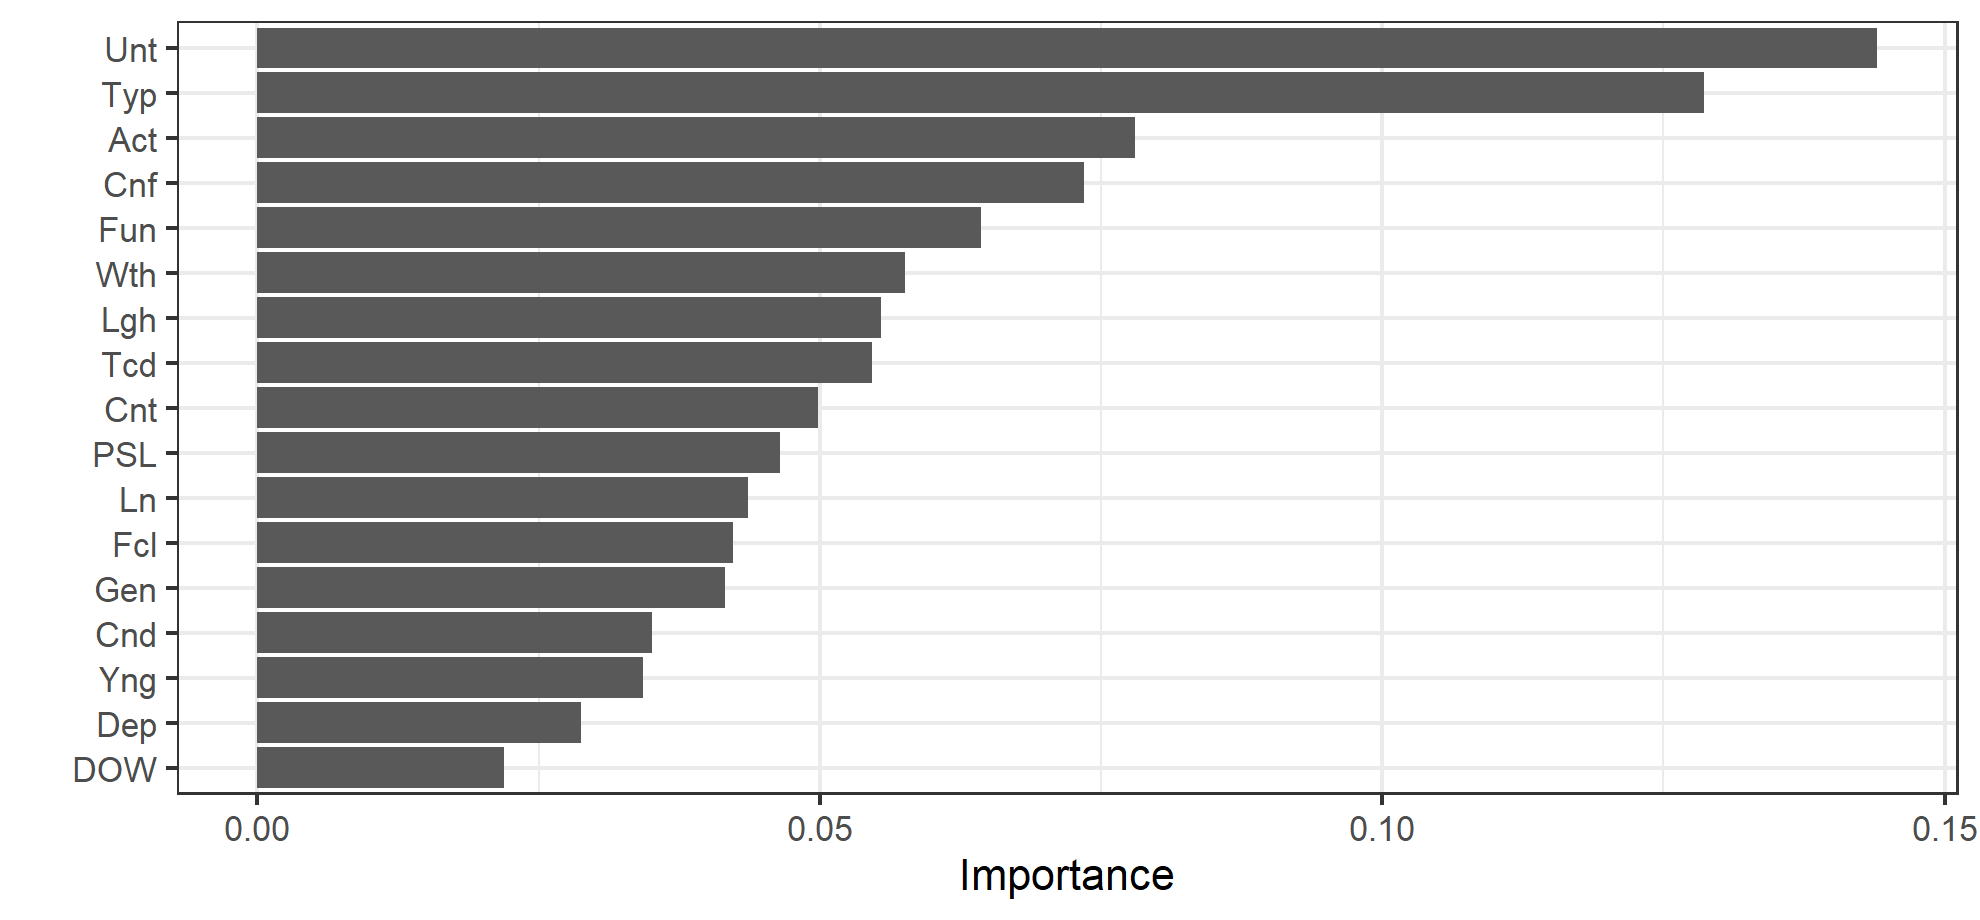 Unt
Typ
Act
Cnf
Fun
Wth
Lgh
Tcd
Cnt
PSL
Ln
Fcl
Gen
Cnd
Yng
Dep
DOW
0.00 0.05 0.10 0.15
Importance